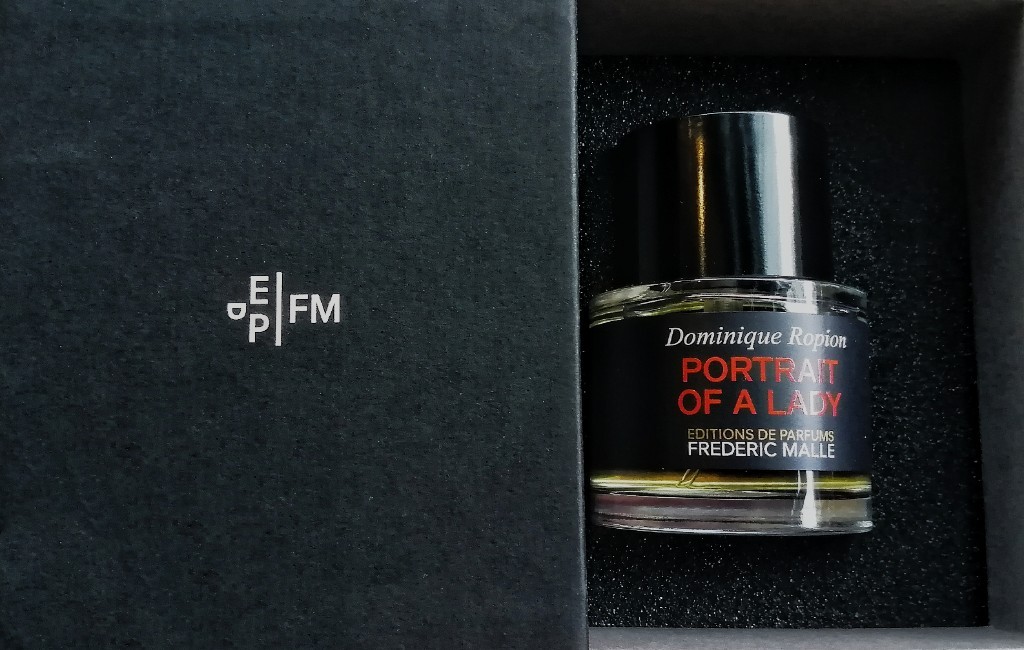 E
D
P
FM
Dominique Ropion
PORTRAIT
OF A LADY
EDITIONS DE PARFUMS
FREDERIC MALLE